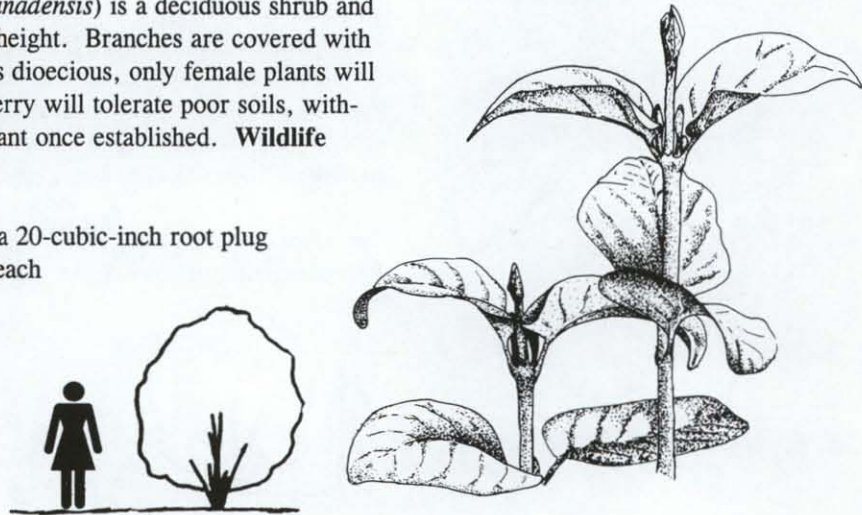 nadensis) is a deciduous shrub and
height. Branches are covered with
s dioecious, only female plants will
erry will tolerate poor soils, with-
ant once established. Wildlife
a 20-cubic-inch root plug
each